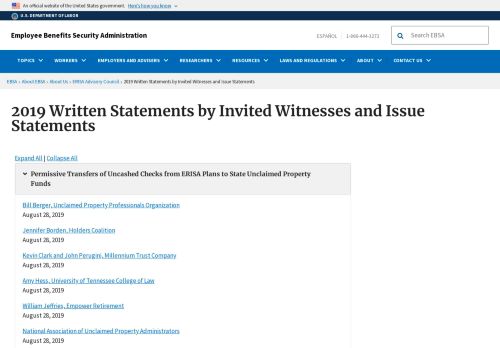 An official website of the United States government. Here's how you know
U.S. DEPARTMENT OF LABOR
Employee Benefits Security Administration
ESPAÑOL | 1-866-444-3272
Search EBSA
TOPICS WORKERS EMPLOYERS AND ADVISERS RESEARCHERS RESOURCES LAWS AND REGULATIONS ABOUT CONTACT US
EBSA › About EBSA › About Us › ERISA Advisory Council › 2019 Written Statements by Invited Witnesses and Issue Statements
2019 Written Statements by Invited Witnesses and Issue
Statements
Expand All | Collapse All
Permissive Transfers of Uncashed Checks from ERISA Plans to State Unclaimed Property
Funds
Bill Berger, Unclaimed Property Professionals Organization
August 28, 2019
Jennifer Borden, Holders Coalition
August 28, 2019
Kevin Clark and John Perugini, Millennium Trust Company
August 28, 2019
Amy Hess, University of Tennessee College of Law
August 28, 2019
William Jeffries, Empower Retirement
August 28, 2019
National Association of Unclaimed Property Administrators
August 28, 2019